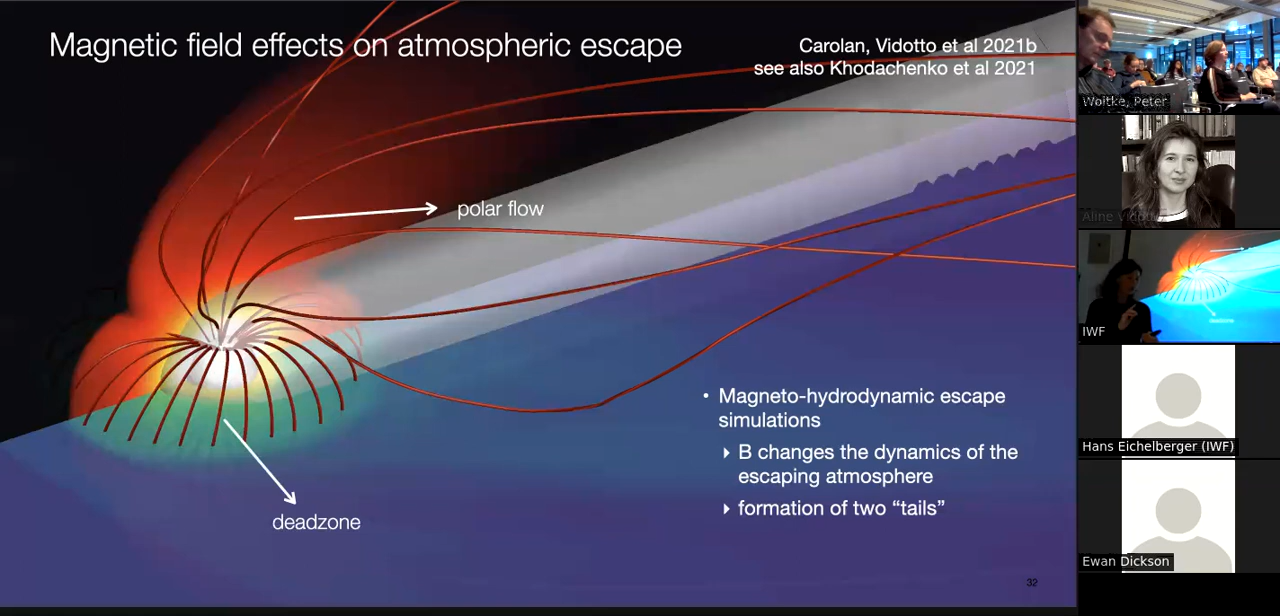 Magnetic field effects on atmospheric escape
Carolan, Vidotto et al 2021b
see also Khodachenko et al 2021
polar flow
deadzone
• Magneto-hydrodynamic escape
simulations
‣ B changes the dynamics of the
escaping atmosphere
‣ formation of two “tails”
32
Woitke, Peter
Aline Vidotto
IWF
Hans Eichelberger (IWF)
Ewan Dickson